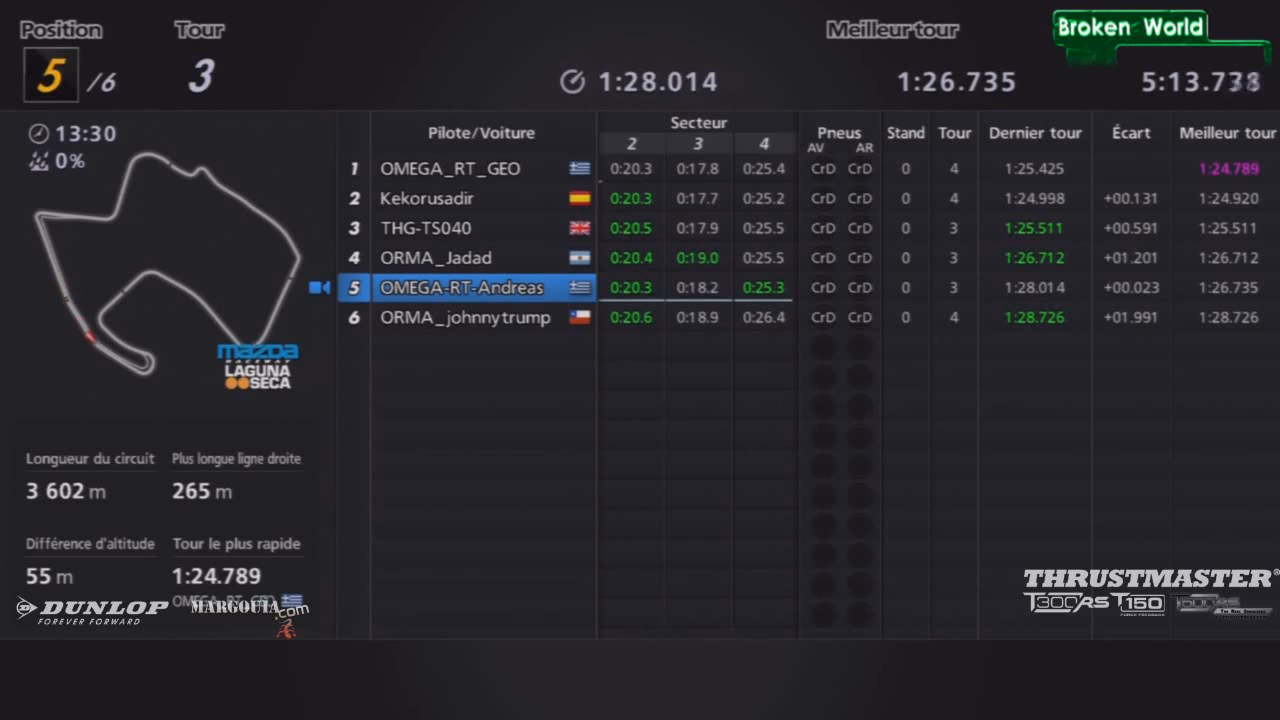 Position
Tour
Meilleur tour
Broken World
5 /6
3
1:28.014
1:26.735
13:30
0%
Pilote/Voiture
Secteur
2 3 4
Pneus
AV AR
Stand
Tour
Dernier tour
Écart
Meilleur tour
1 OMEGA_RT_GEO 0:20.3 0:17.8 0:25.4 CrD CrD 0 4 1:25.425 1:24.789
2 Kekorusadir 0:20.3 0:17.7 0:25.2 CrD CrD 0 4 1:24.998 +00.131 1:24.920
3 THG-TS040 0:20.5 0:17.9 0:25.5 CrD CrD 0 3 1:25.511 +00.591 1:25.511
4 ORMA_Jadad 0:20.4 0:19.0 0:25.5 CrD CrD 0 3 1:26.712 +01.201 1:26.712
5 OMEGA-RT-Andreas 0:20.3 0:18.2 0:25.3 CrD CrD 0 3 1:28.014 +00.023 1:26.735
6 ORMA_johnnytrump 0:20.6 0:18.9 0:26.4 CrD CrD 0 4 1:28.726 +01.991 1:28.726
mazda
RACEWAY
LAGUNA
SECA
Longueur du circuit
3 602 m
Plus longue ligne droite
265 m
Différence d'altitude
55 m
Tour le plus rapide
1:24.789
OMEGA_RT_GEO
DUNLOP
FOREVER FORWARD
MARGOUIA.com
THRUSTMASTER
T300RS T150